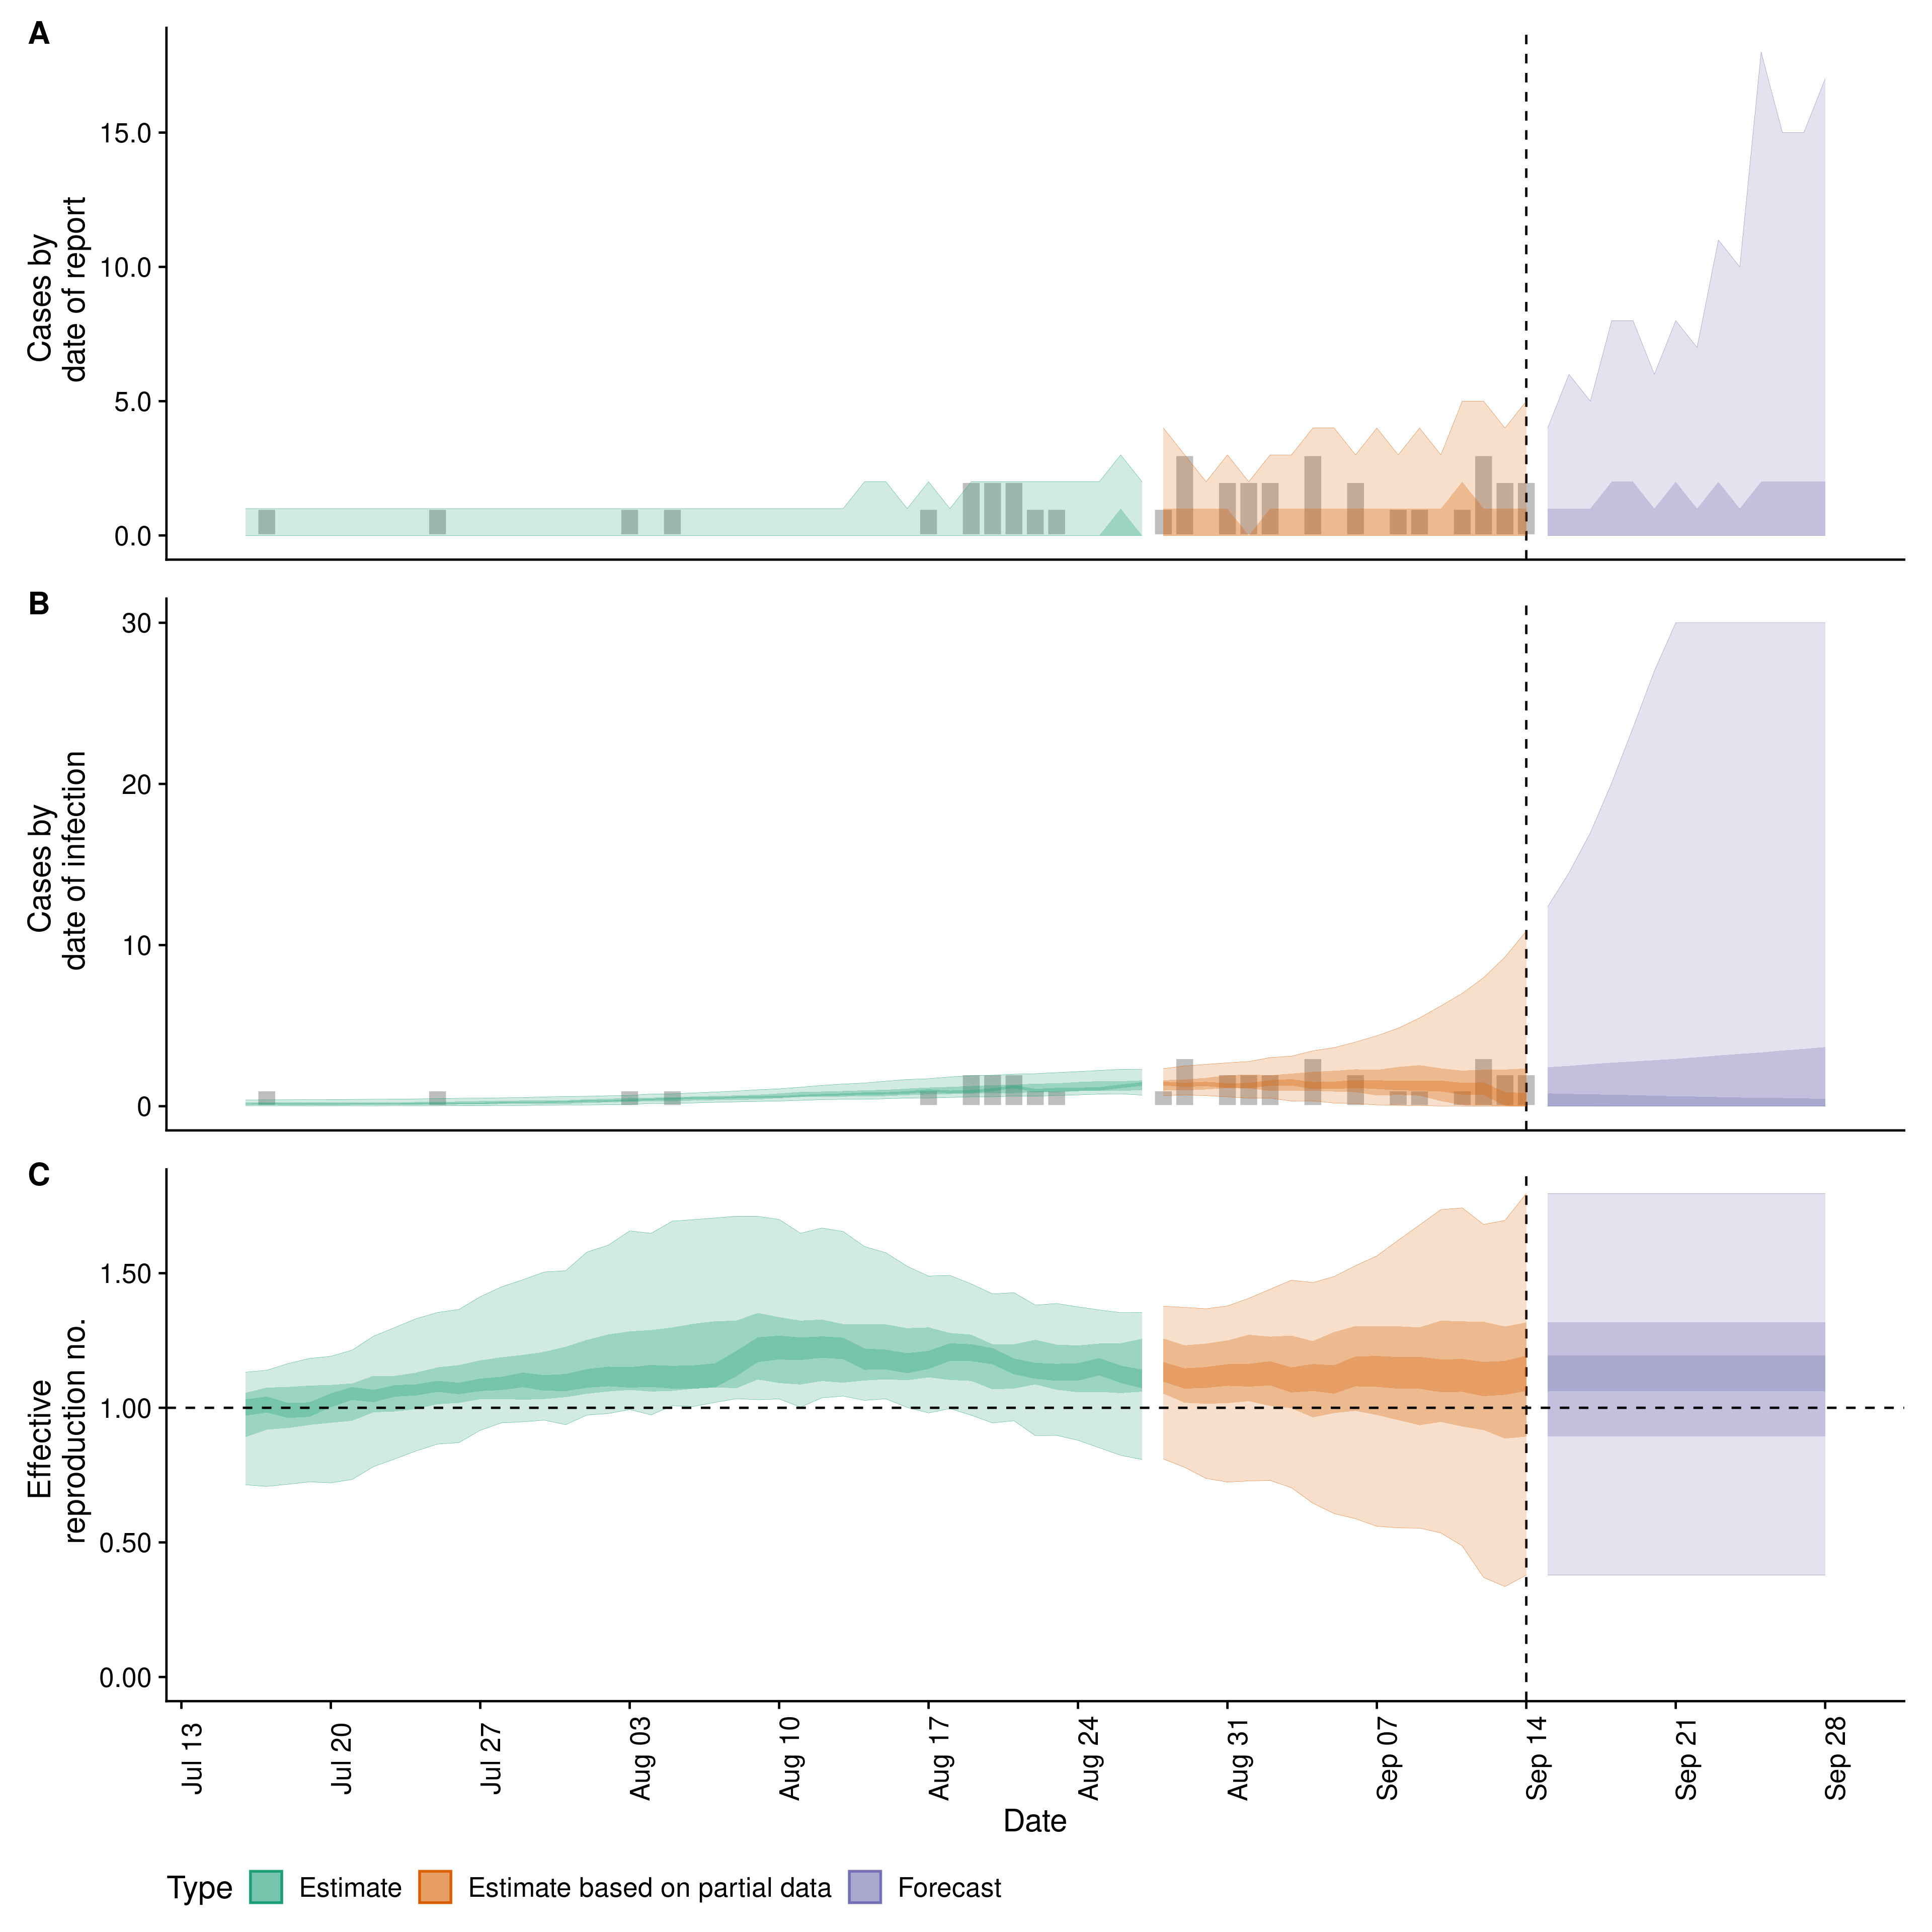 A
Cases by
date of report
15.0
10.0
5.0
0.0
B
Cases by
date of infection
30
20
10
0
C
Effective
reproduction no.
1.50
1.00
0.50
0.00
Jul 13
Jul 20
Jul 27
Aug 03
Aug 10
Aug 17
Aug 24
Aug 31
Sep 07
Sep 14
Sep 21
Sep 28
Date
Type Estimate Estimate based on partial data Forecast